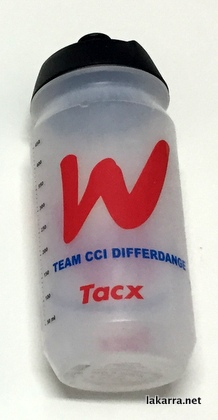 W
TEAM CCI DIFFERDANGE
Tacx
lakarra.net